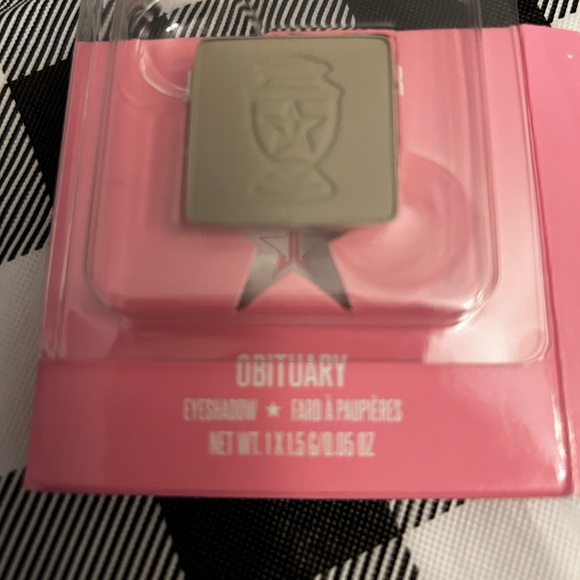 OBITUARY
EYESHADOW ★ FARD À PAUPIÈRES
NET WT. 1 X 1.5 G/0.05 OZ